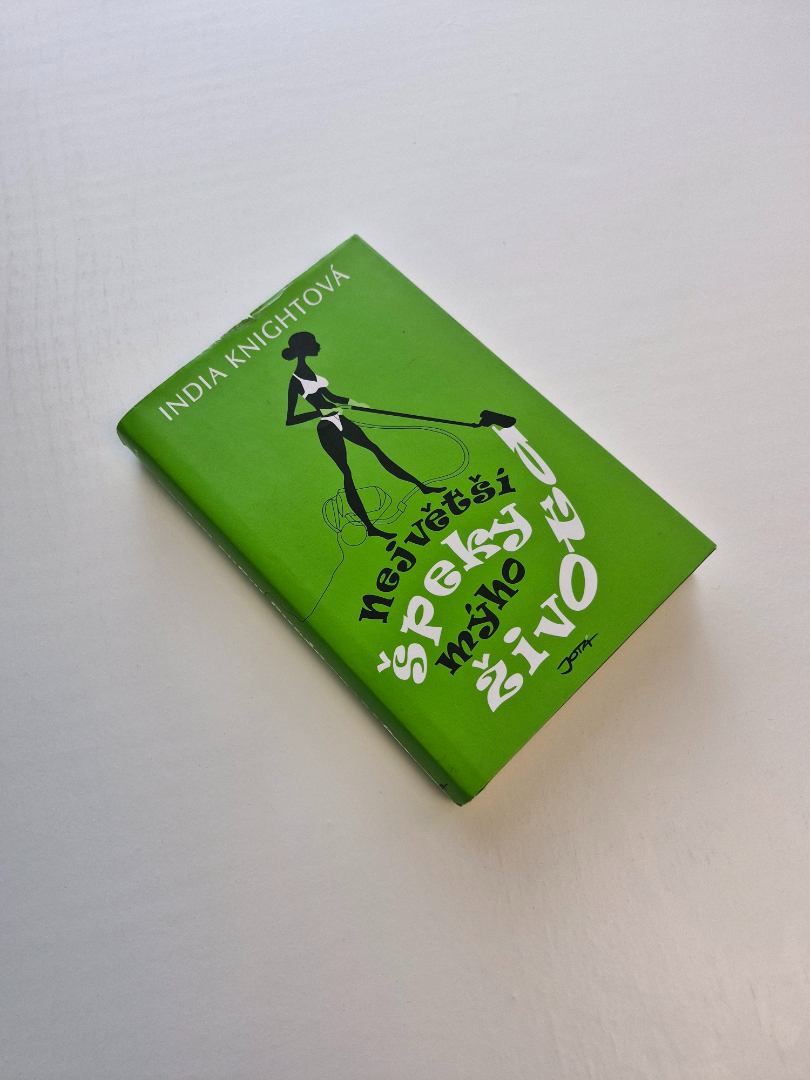 INDIA KNIGHTOVÁ
největší
špeky
mýho
živOta
JOTA